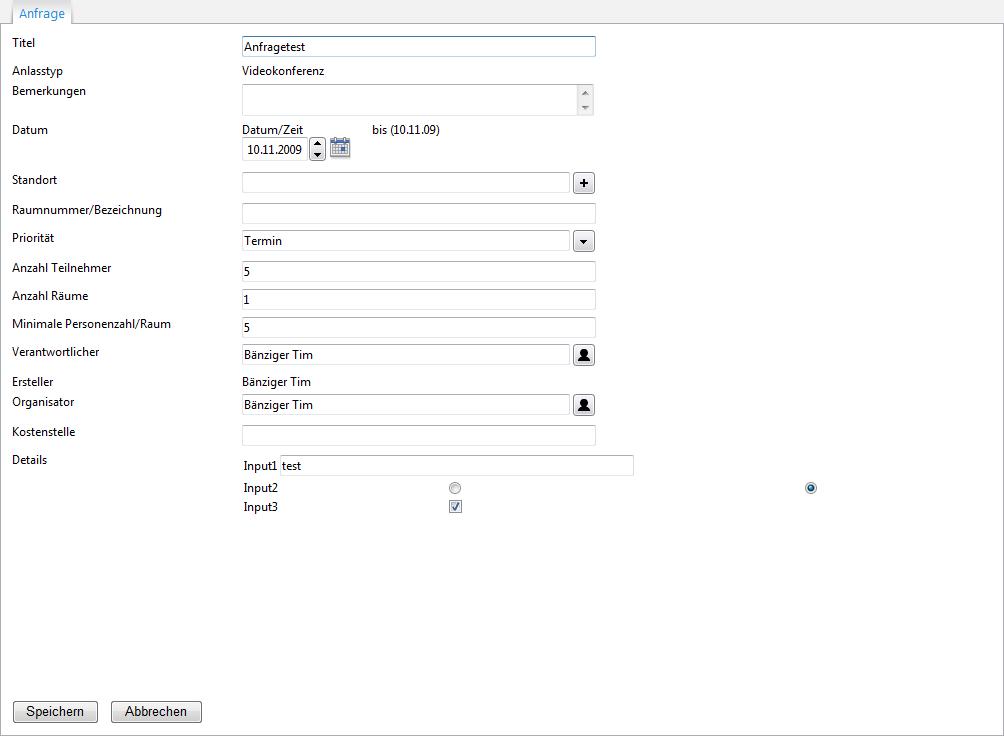 Anfrage
Titel Anfragetest
Anlasstyp Videokonferenz
Bemerkungen
Datum Datum/Zeit bis (10.11.09)
10.11.2009
Standort
Raumnummer/Bezeichnung
Priorität Termin
Anzahl Teilnehmer 5
Anzahl Räume 1
Minimale Personenzahl/Raum 5
Verantwortlicher Bänziger Tim
Ersteller Bänziger Tim
Organisator Bänziger Tim
Kostenstelle
Details Input1 test
Input2
Input3
Speichern Abbrechen